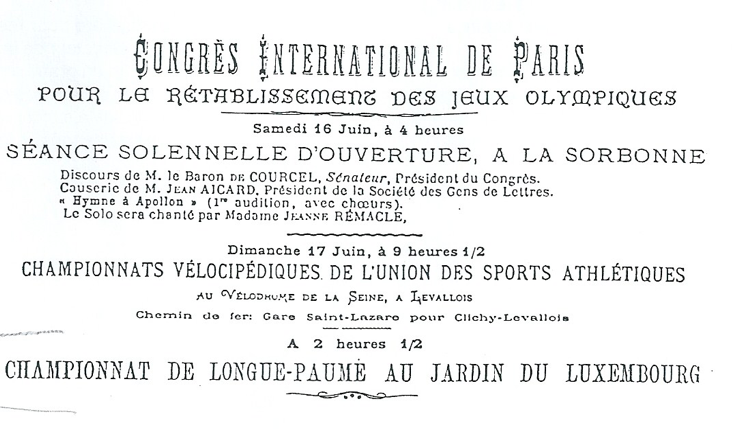 CONGRÈS INTERNATIONAL DE PARIS
POUR LE RÉTABLISSEMENT DES JEUX OLYMPIQUES
Samedi 16 Juin, à 4 heures
SÉANCE SOLENNELLE D'OUVERTURE, A LA SORBONNE
Discours de M. le Baron DE COURCEL, Sénateur, Président du Congrès.
Causerie de M. JEAN AICARD, Président de la Société des Gens de Lettres.
« Hymne à Apollon » (1re audition, avec chœurs).
Le Solo sera chanté par Madame JEANNE RÉMACLE,
Dimanche 17 Juin, à 9 heures 1/2
CHAMPIONNATS VÉLOCIPÉDIQUES DE L'UNION DES SPORTS ATHLÉTIQUES
AU VÉLODROME DE LA SEINE, A LEVALLOIS
Chemin de fer: Gare Saint-Lazare pour Clichy-Levallois
A 2 heures 1/2
CHAMPIONNAT DE LONGUE-PAUME AU JARDIN DU LUXEMBOURG